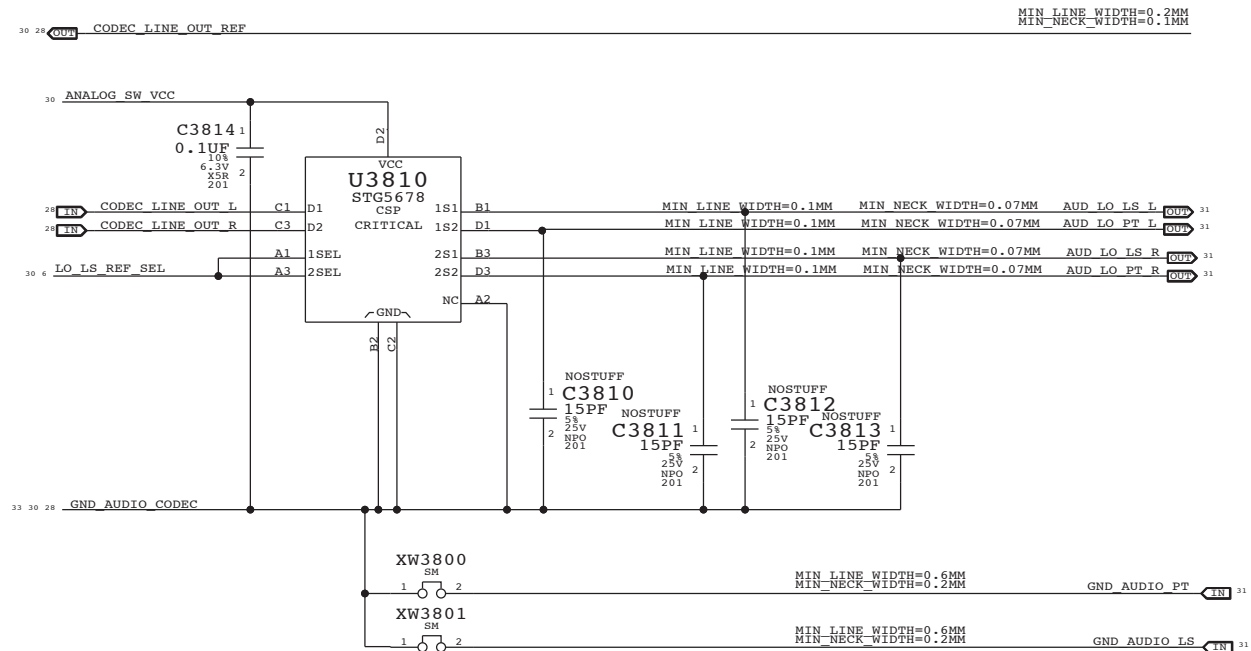 MIN_LINE_WIDTH=0.2MM
MIN_NECK_WIDTH=0.1MM
30 28 OUT CODEC_LINE_OUT_REF
30 ANALOG_SW_VCC
C3814 1
0.1UF
10%
6.3V
X5R
201
2
D2
VCC
U3810
STG5678
CSP
CRITICAL
28 IN CODEC_LINE_OUT_L C1 D1 1S1 B1 MIN_LINE_WIDTH=0.1MM MIN_NECK_WIDTH=0.07MM AUD_LO_LS_L OUT 31
28 IN CODEC_LINE_OUT_R C3 D2 1S2 D1 MIN_LINE_WIDTH=0.1MM MIN_NECK_WIDTH=0.07MM AUD_LO_PT_L OUT 31
A1 1SEL 2S1 B3 MIN_LINE_WIDTH=0.1MM MIN_NECK_WIDTH=0.07MM AUD_LO_LS_R OUT 31
30 6 LO_LS_REF_SEL A3 2SEL 2S2 D3 MIN_LINE_WIDTH=0.1MM MIN_NECK_WIDTH=0.07MM AUD_LO_PT_R OUT 31
NC A2
GND
B2 C2
NOSTUFF
1 C3810
15PF
5%
2 25V
NPO
201
NOSTUFF
C3811 1
15PF
5%
25V 2
NPO
201
NOSTUFF
1 C3812
15PF
5%
2 25V
NPO
201
NOSTUFF
C3813 1
15PF
5%
25V 2
NPO
201
33 30 28 GND_AUDIO_CODEC
XW3800
SM
1 2
MIN_LINE_WIDTH=0.6MM
MIN_NECK_WIDTH=0.2MM
GND_AUDIO_PT IN 31
XW3801
SM
1 2
MIN_LINE_WIDTH=0.6MM
MIN_NECK_WIDTH=0.2MM
GND_AUDIO_LS IN 31